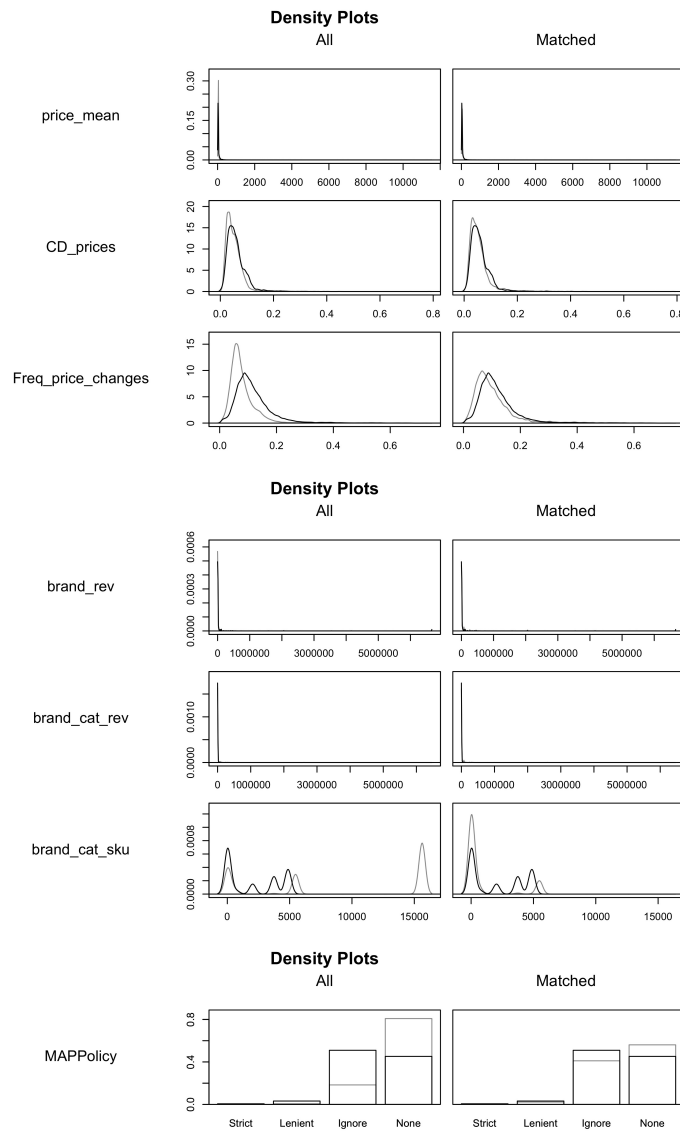 Density Plots
All Matched
price_mean
0.00 0.15 0.30
0 2000 4000 6000 8000 10000
0 2000 4000 6000 8000 10000
CD_prices
0 5 10 15 20
0.0 0.2 0.4 0.6 0.8
0.0 0.2 0.4 0.6 0.8
Freq_price_changes
0 5 10 15
0.0 0.2 0.4 0.6
0.0 0.2 0.4 0.6
Density Plots
All Matched
brand_rev
0.0000 0.0003 0.0006
0 1000000 3000000 5000000
0 1000000 3000000 5000000
brand_cat_rev
0.0000 0.0010
0 1000000 3000000 5000000
0 1000000 3000000 5000000
brand_cat_sku
0.0000 0.0008
0 5000 10000 15000
0 5000 10000 15000
Density Plots
All Matched
MAPPolicy
0.0 0.4 0.8
Strict Lenient Ignore None
Strict Lenient Ignore None